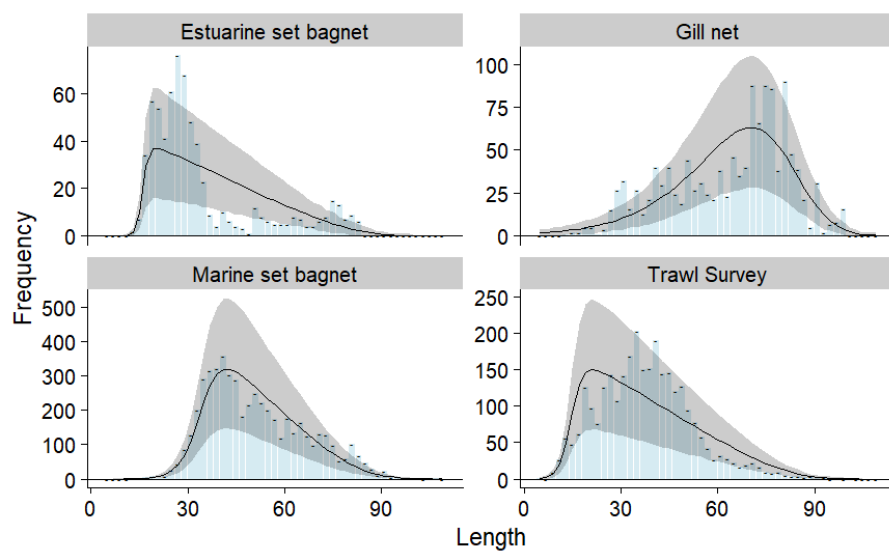 Estuarine set bagnet
Gill net
60
40
20
0
100
75
50
25
0
Marine set bagnet
Trawl Survey
500
400
300
200
100
0
250
200
150
100
50
0
0 30 60 90
0 30 60 90
Frequency
Length